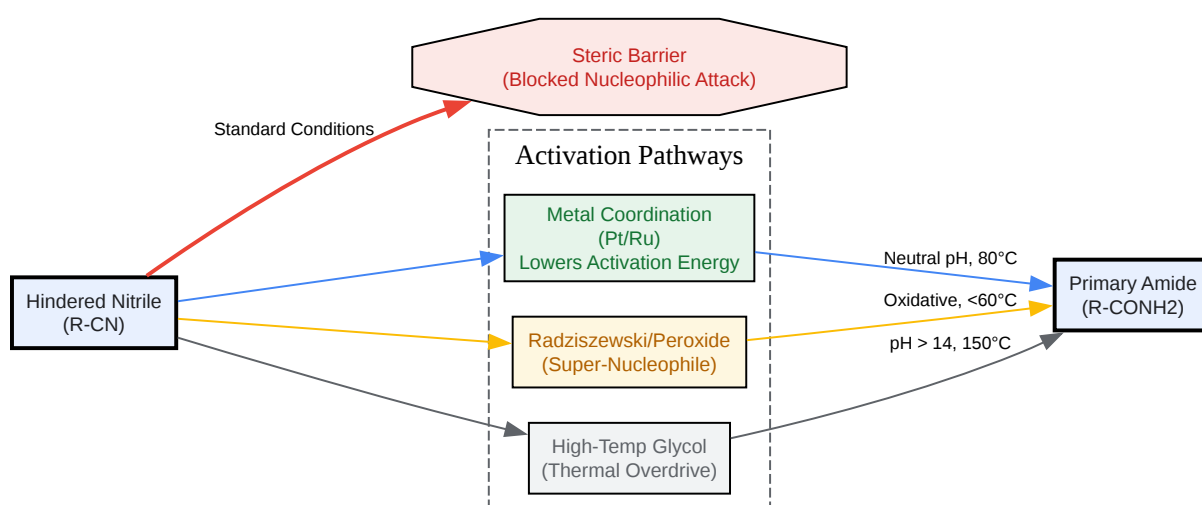 Steric Barrier
(Blocked Nucleophilic Attack)
Standard Conditions
Activation Pathways
Metal Coordination
(Pt/Ru)
Lowers Activation Energy
Neutral pH, 80°C
Hindered Nitrile
(R-CN)
Primary Amide
(R-CONH2)
Oxidative, <60°C
Radziszewski/Peroxide
(Super-Nucleophile)
pH > 14, 150°C
High-Temp Glycol
(Thermal Overdrive)